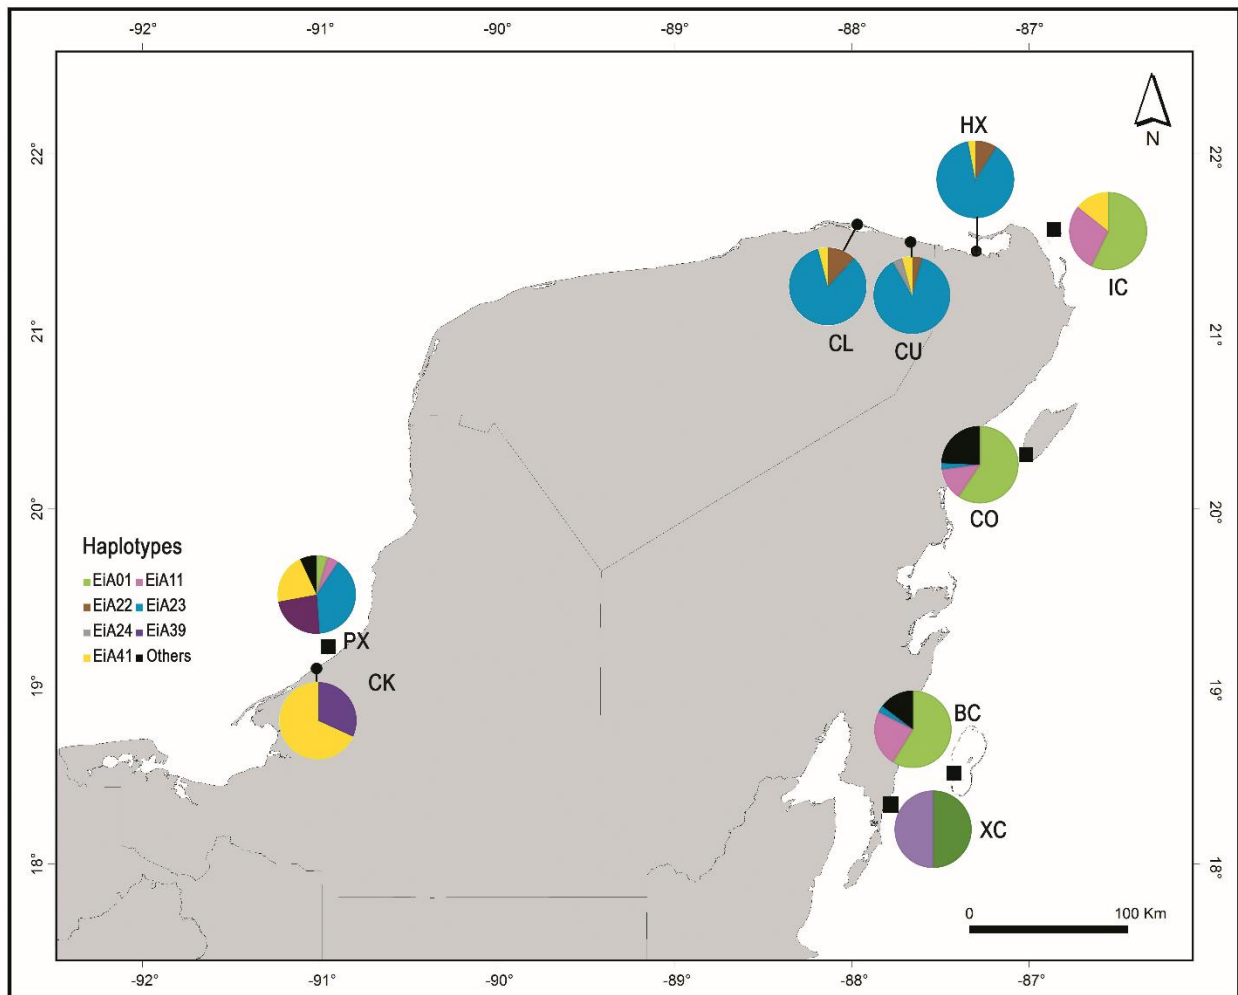 -92° -91° -90° -89° -88° -87°
N
HX
22° 22°
IC
21° CL CU 21°
CO
20° 20°
Haplotypes
EiA01 EiA11
EiA22 EiA23
EiA24 EiA39
EiA41 Others
PX
CK
19° 19°
BC
XC
18° 18°
0 100 Km
-92° -91° -90° -89° -88° -87°